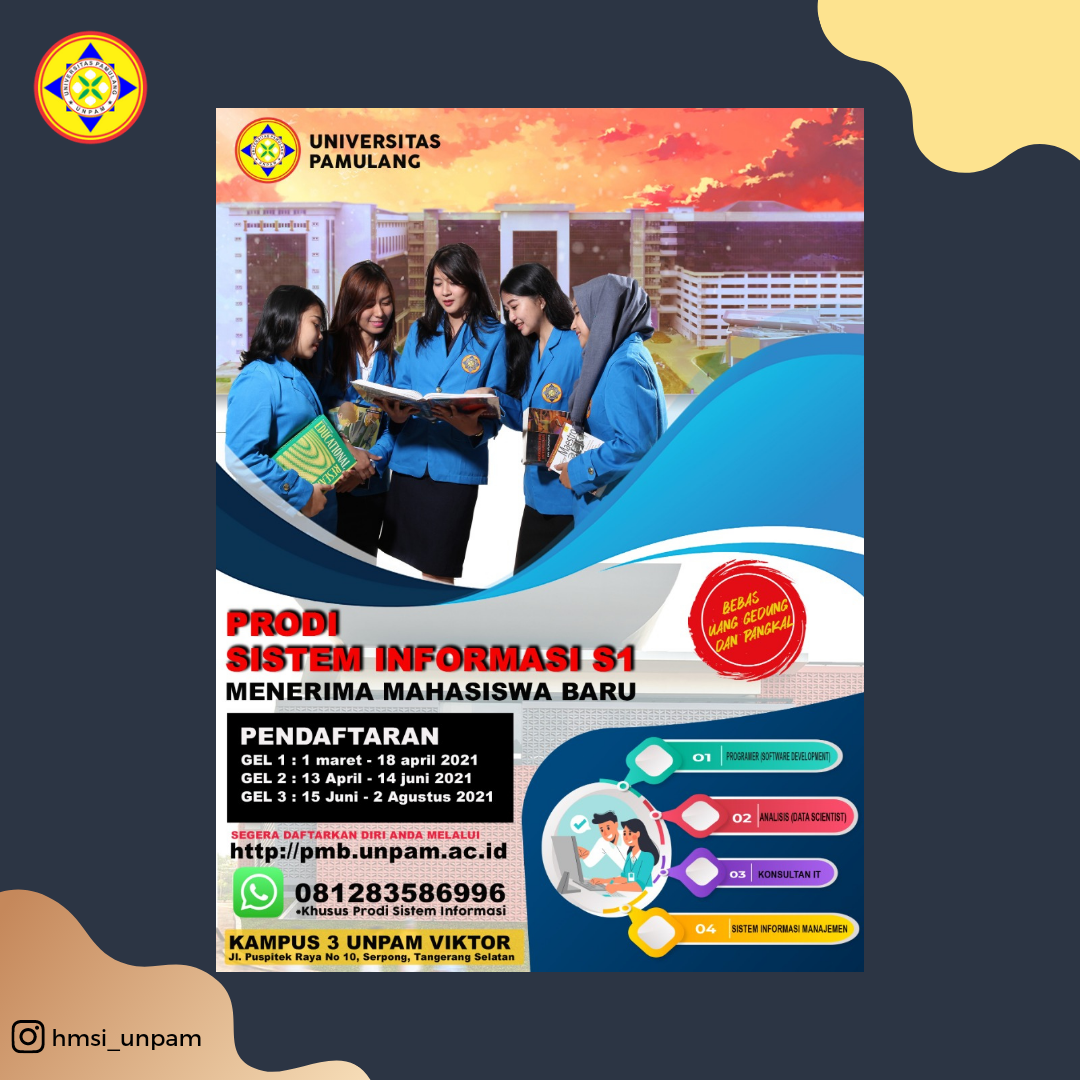 UNIVERSITAS PAMULANG
UNPAM
UNIVERSITAS
PAMULANG
EDUCATIONAL
PRODI
SISTEM INFORMASI S1
MENERIMA MAHASISWA BARU
BEBAS
UANG GEDUNG
DAN PANGKAL
PENDAFTARAN
GEL 1 : 1 maret - 18 april 2021
GEL 2 : 13 April - 14 juni 2021
GEL 3 : 15 Juni - 2 Agustus 2021
SEGERA DAFTARKAN DIRI ANDA MELALUI
http://pmb.unpam.ac.id
081283586996
•Khusus Prodi Sistem Informasi
KAMPUS 3 UNPAM VIKTOR
Jl. Puspitek Raya No 10, Serpong, Tangerang Selatan
01 PROGRAMER (SOFTWARE DEVELOPMENT)
02 ANALISIS (DATA SCIENTIST)
03 KONSULTAN IT
04 SISTEM INFORMASI MANAJEMEN
hmsi_unpam